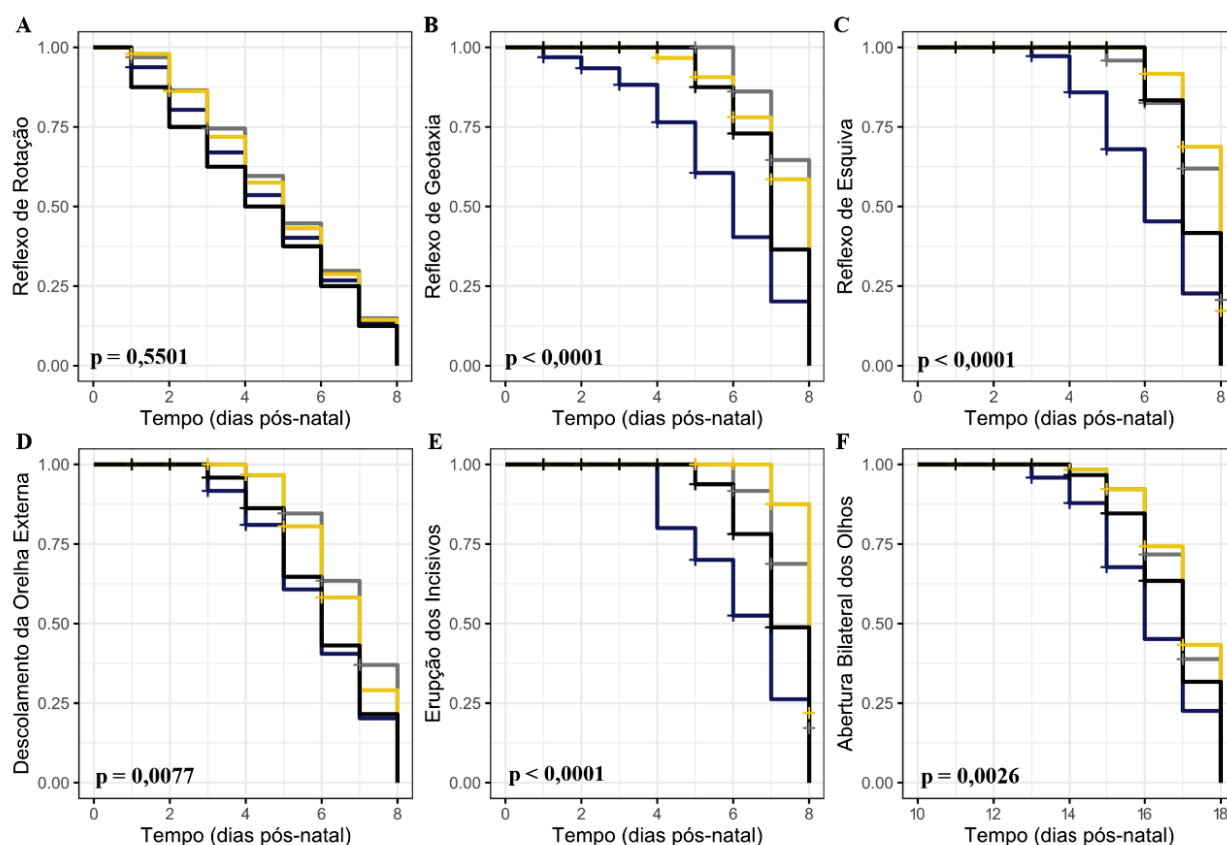 A
Reflexo de Rotação
1.00
0.75
0.50
0.25
0.00
p = 0,5501
0 2 4 6 8
Tempo (dias pós-natal)
B
Reflexo de Geotaxia
1.00
0.75
0.50
0.25
0.00
p < 0,0001
0 2 4 6 8
Tempo (dias pós-natal)
C
Reflexo de Esquiva
1.00
0.75
0.50
0.25
0.00
p < 0,0001
0 2 4 6 8
Tempo (dias pós-natal)
D
Descolamento da Orelha Externa
1.00
0.75
0.50
0.25
0.00
p = 0,0077
0 2 4 6 8
Tempo (dias pós-natal)
E
Erupção dos Incisivos
1.00
0.75
0.50
0.25
0.00
p < 0,0001
0 2 4 6 8
Tempo (dias pós-natal)
F
Abertura Bilateral dos Olhos
1.00
0.75
0.50
0.25
0.00
p = 0,0026
10 12 14 16 18
Tempo (dias pós-natal)